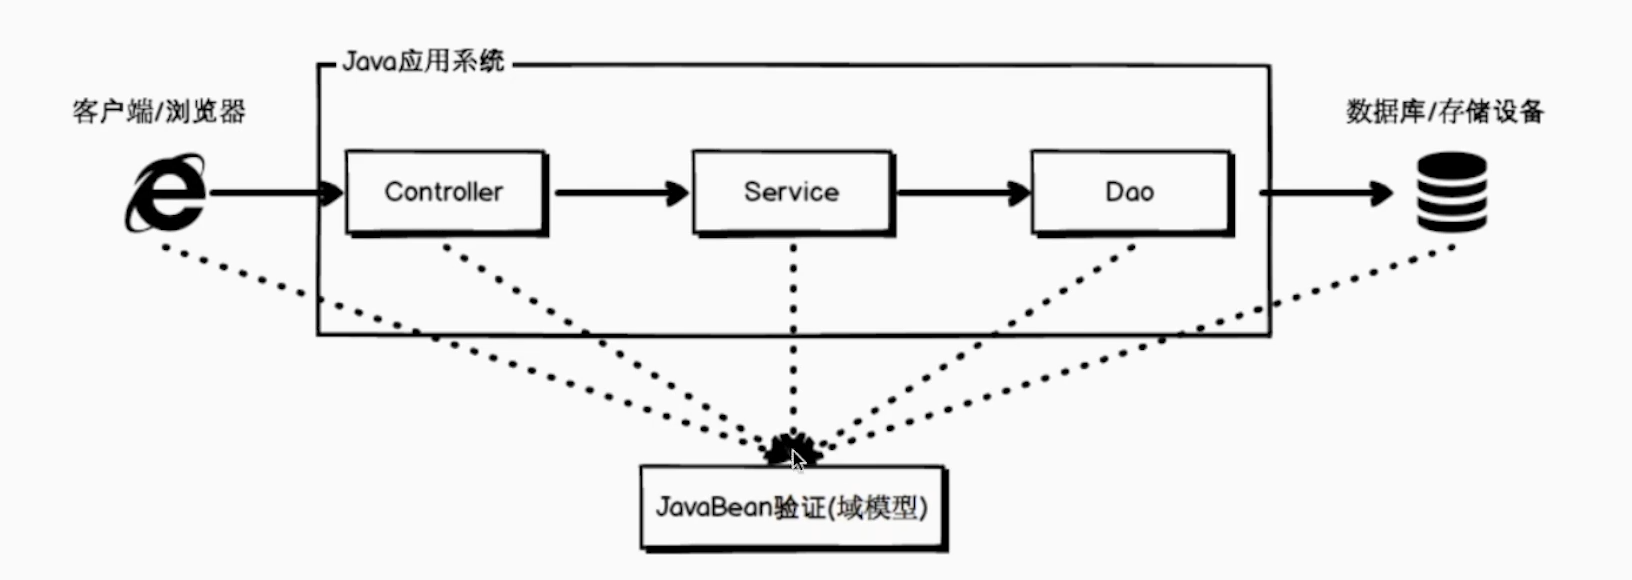 Java应用系统
客户端/浏览器
数据库/存储设备
Controller
Service
Dao
JavaBean验证(域模型)